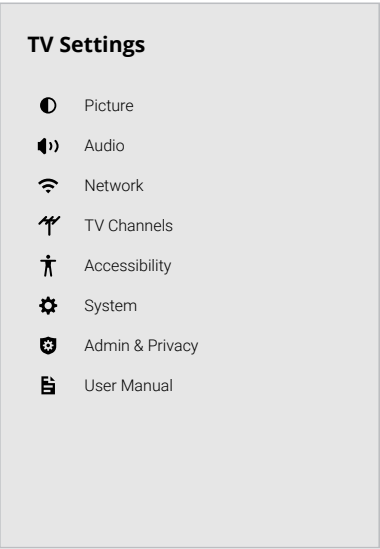 TV Settings
Picture
Audio
Network
TV Channels
Accessibility
System
Admin & Privacy
User Manual